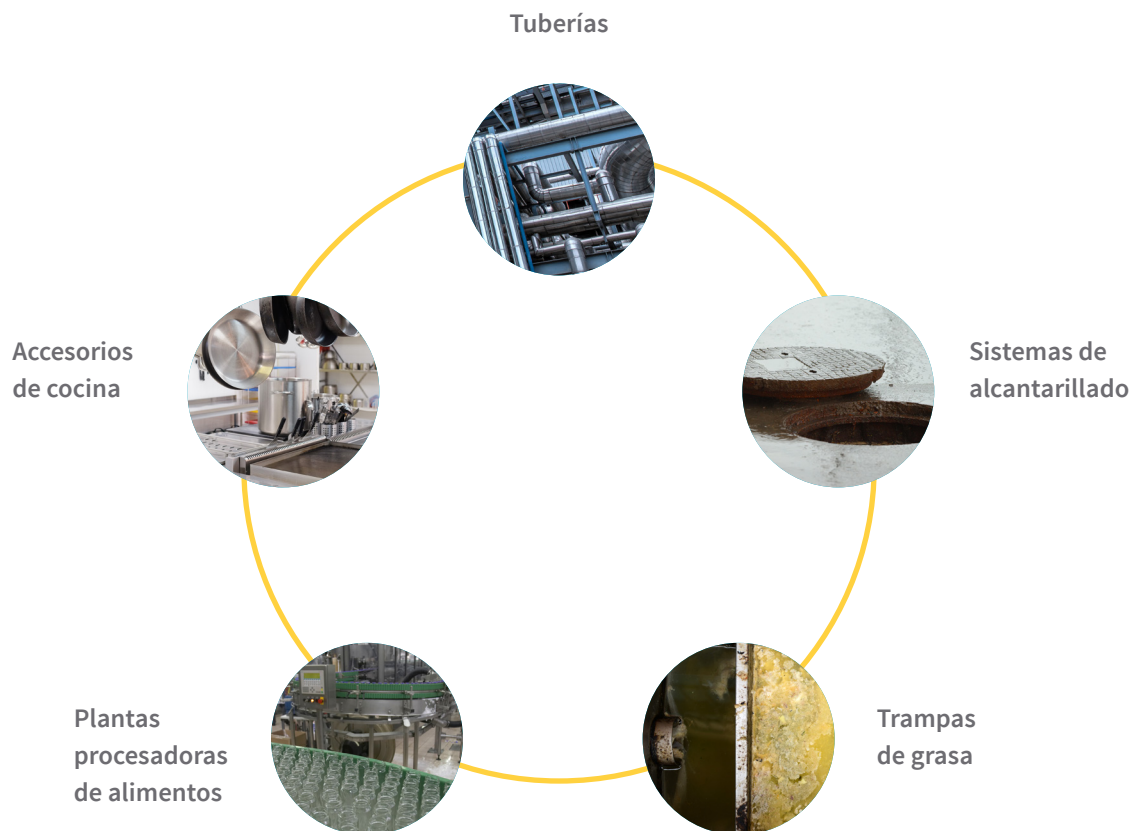 Tuberías
Accesorios
de cocina
Sistemas de
alcantarillado
Plantas
procesadoras
de alimentos
Trampas
de grasa